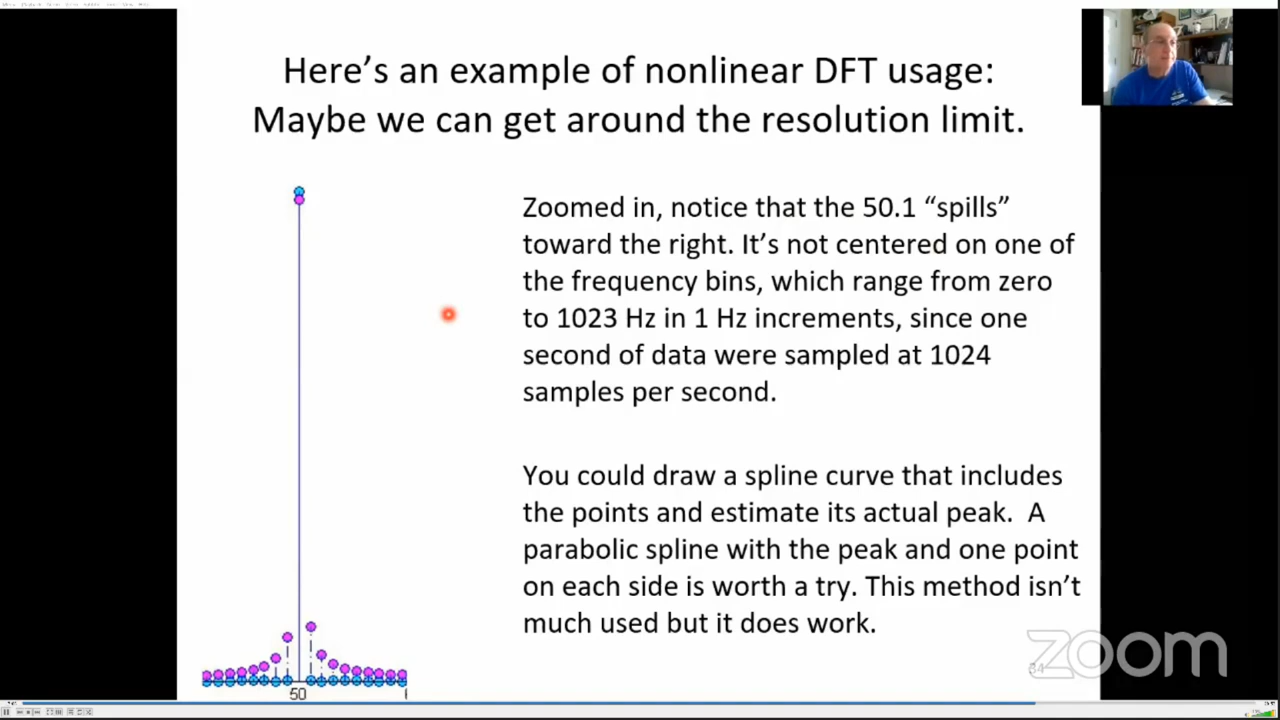 Here’s an example of nonlinear DFT usage:
Maybe we can get around the resolution limit.
Zoomed in, notice that the 50.1 “spills”
toward the right. It’s not centered on one of
the frequency bins, which range from zero
to 1023 Hz in 1 Hz increments, since one
second of data were sampled at 1024
samples per second.
You could draw a spline curve that includes
the points and estimate its actual peak.  A
parabolic spline with the peak and one point
on each side is worth a try. This method isn’t
much used but it does work.
50
34
zoom